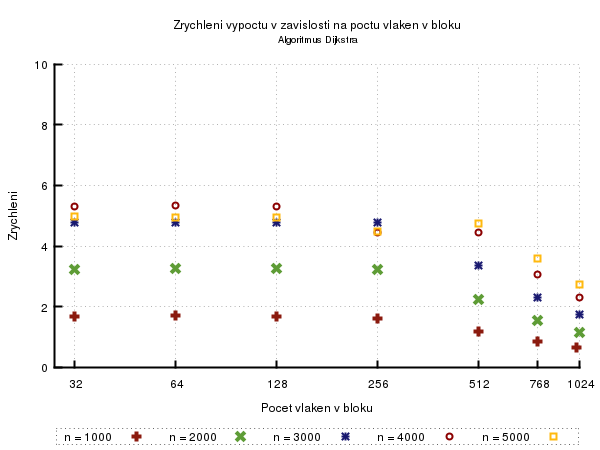 Zrychleni vypoctu v zavislosti na poctu vlaken v bloku
Algoritmus Dijkstra
10
8
6
4
2
0
Zrychleni
32 64 128 256 512 768 1024
Pocet vlaken v bloku
n = 1000 n = 2000 n = 3000 n = 4000 n = 5000